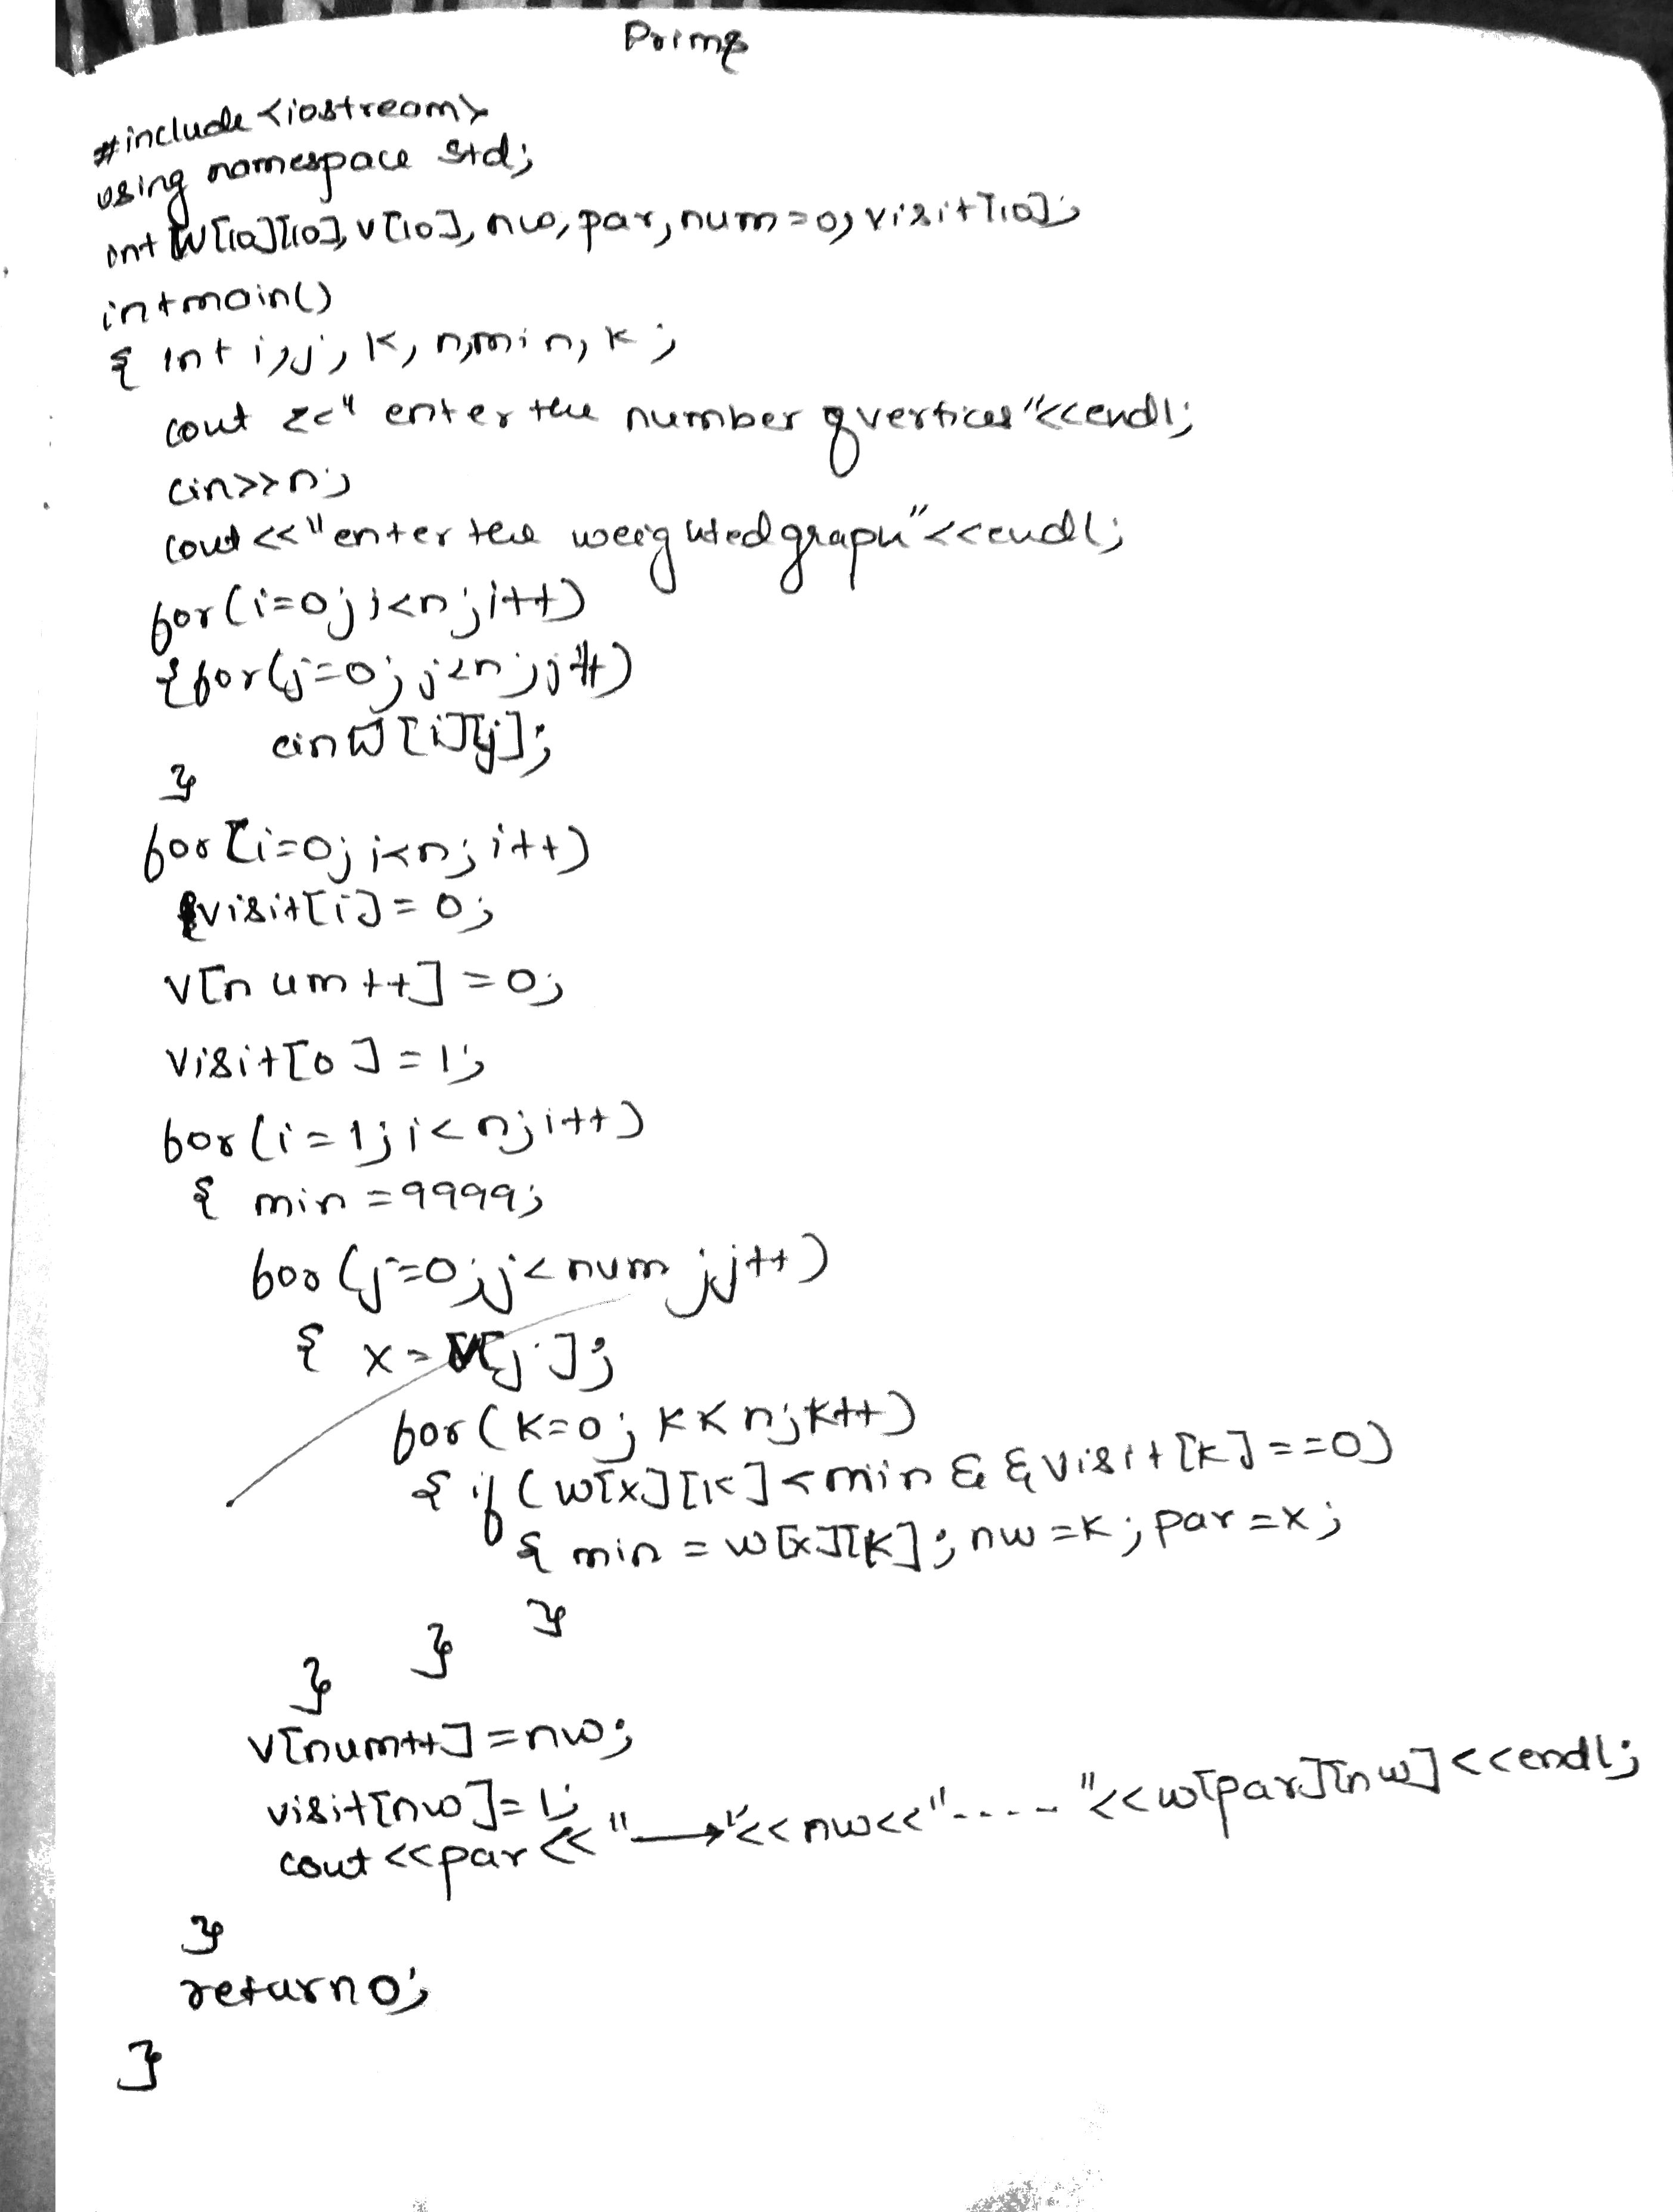 Prims
#include <iostream>
using namespace std;
int W[10][10], v[10], nw, par, num=0, visit[10];
int main()
{ int i, j, k, n, min, k;
cout <<" enter the number of vertices"<<endl;
cin>>n;
cout <<"enter the weighted graph"<<endl;
for(i=0; i<n; i++)
{for(j=0; j<n; j++)
cin W[i][j];
}
for [i=0; i<n; i++)
{visit[i]=0;
v[num++]=0;
visit[0]=1;
for(i=1; i<n; i++)
{ min=9999;
for(j=0; j<num; j++)
{ x=v[j];
for(k=0; k<n; k++)
{ if (w[x][k]<min && visit[k]==0)
{ min = w[x][k]; nw=k; par=x;
}
}
}
v[num++]=nw;
visit[nw]=1;
cout <<par<<"⟶"<<nw<<"----"<<w[par][nw]<<endl;
}
return 0;
}